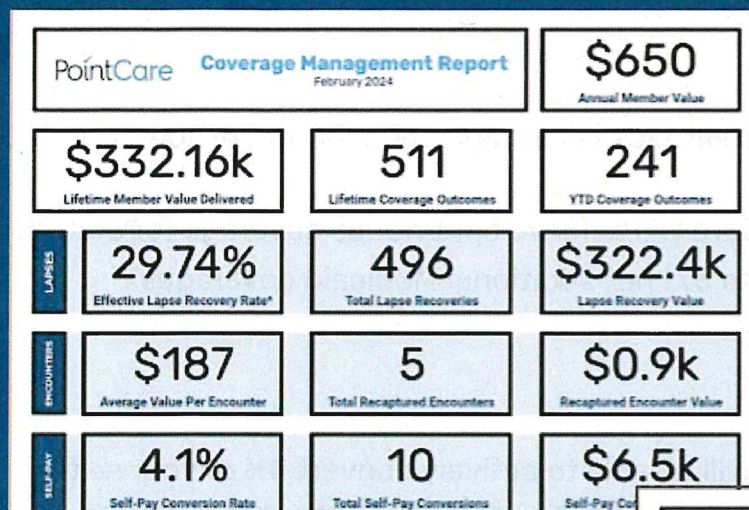 PointCare
Coverage Management Report
February 2024
$650
Annual Member Value
$332.16k
Lifetime Member Value Delivered
511
Lifetime Coverage Outcomes
241
YTD Coverage Outcomes
LAPSES
29.74%
Effective Lapse Recovery Rate*
496
Total Lapse Recoveries
$322.4k
Lapse Recovery Value
ENCOUNTERS
$187
Average Value Per Encounter
5
Total Recaptured Encounters
$0.9k
Recaptured Encounter Value
SELF-PAY
4.1%
Self-Pay Conversion Rate
10
Total Self-Pay Conversions
$6.5k
Self-Pay